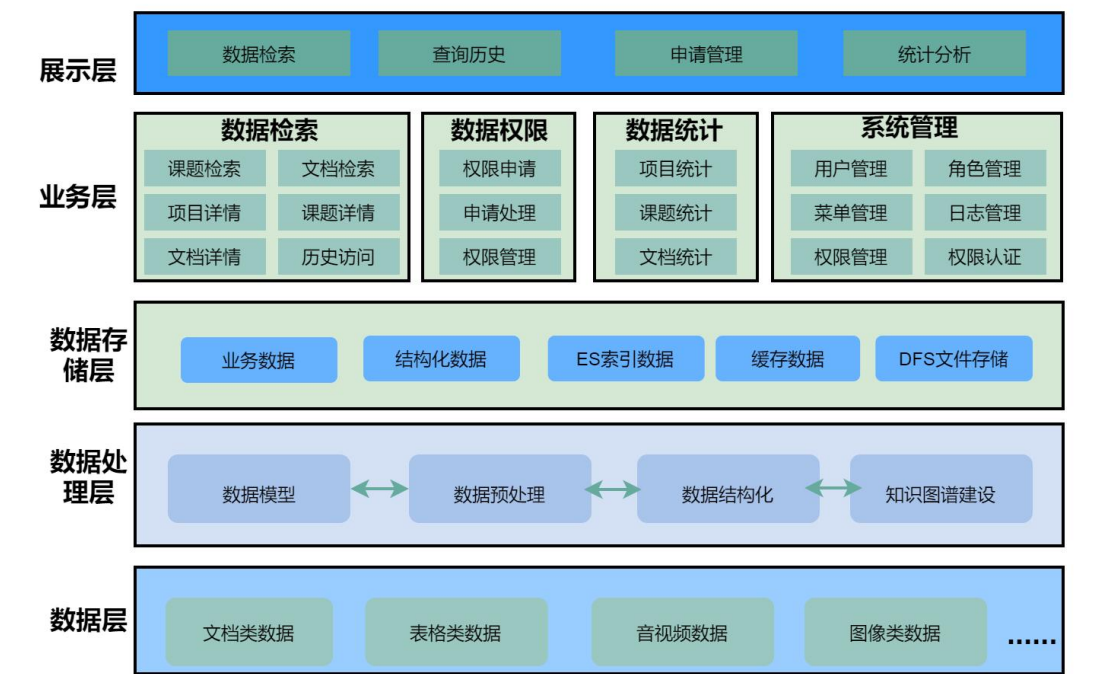 展示层
数据检索 查询历史 申请管理 统计分析
业务层
数据检索
课题检索 文档检索
项目详情 课题详情
文档详情 历史访问
数据权限
权限申请
申请处理
权限管理
数据统计
项目统计
课题统计
文档统计
系统管理
用户管理 角色管理
菜单管理 日志管理
权限管理 权限认证
数据存
储层
业务数据 结构化数据 ES索引数据 缓存数据 DFS文件存储
数据处
理层
数据模型 数据预处理 数据结构化 知识图谱建设
数据层
文档类数据 表格类数据 音视频数据 图像类数据 ......